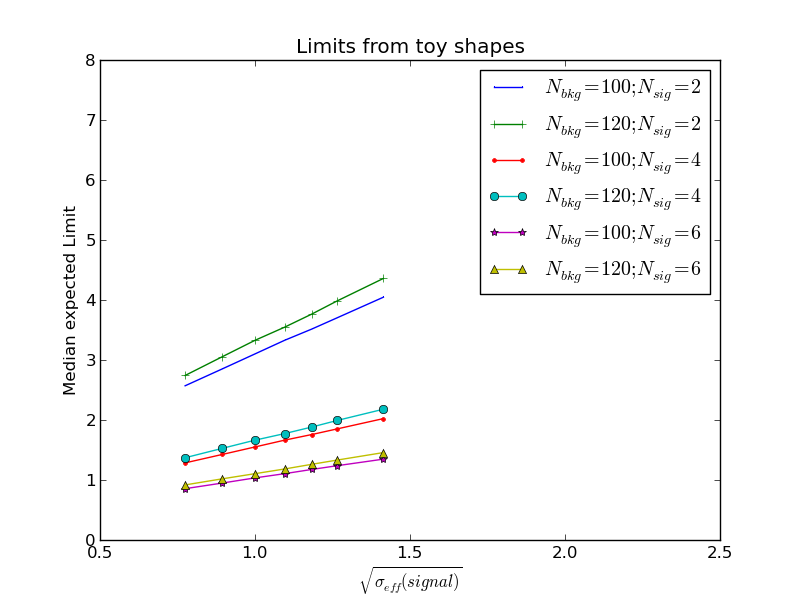 Limits from toy shapes
8
7
6
5
4
3
2
1
0
Median expected Limit
N_bkg=100;N_sig=2
N_bkg=120;N_sig=2
N_bkg=100;N_sig=4
N_bkg=120;N_sig=4
N_bkg=100;N_sig=6
N_bkg=120;N_sig=6
0.5 1.0 1.5 2.0 2.5
√σ_eff(signal)